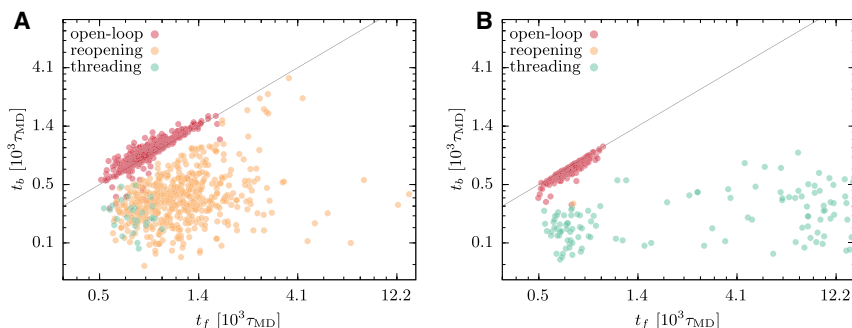 A
open-loop
reopening
threading
4.1
1.4
0.5
0.1
t_b [10^3 τ_MD]
0.5 1.4 4.1 12.2
t_f [10^3 τ_MD]
B
open-loop
reopening
threading
4.1
1.4
0.5
0.1
t_b [10^3 τ_MD]
0.5 1.4 4.1 12.2
t_f [10^3 τ_MD]